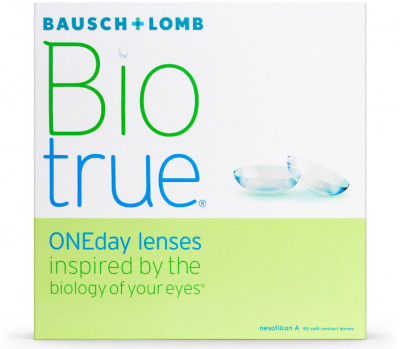 BAUSCH + LOMB
Bio
true®
ONEday lenses
inspired by the
biology of your eyes®
nesofilcon A 90 soft contact lenses